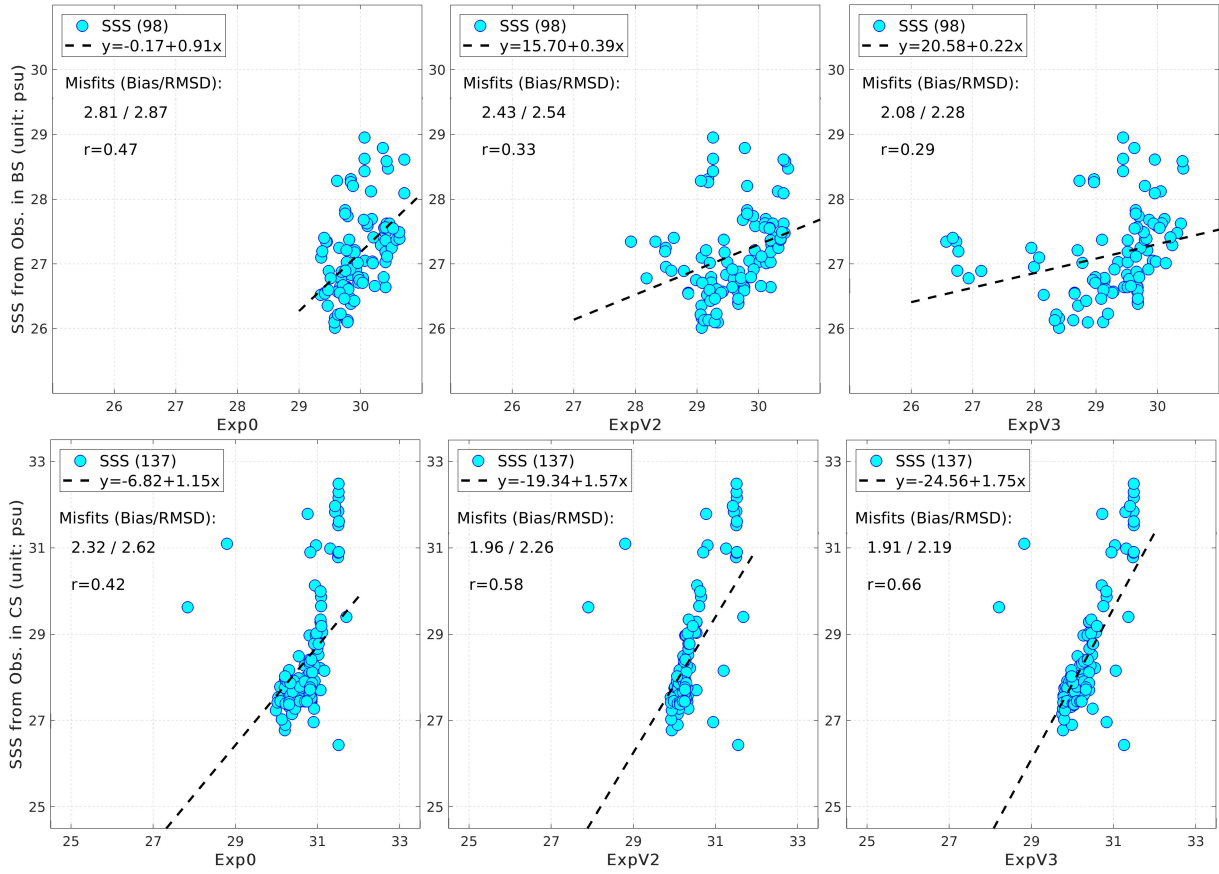 SSS (98)
y=-0.17+0.91x
Misfits (Bias/RMSD):
2.81 / 2.87
r=0.47
30
29
28
27
26
26 27 28 29 30
Exp0
SSS from Obs. in BS (unit: psu)
SSS (98)
y=15.70+0.39x
Misfits (Bias/RMSD):
2.43 / 2.54
r=0.33
30
29
28
27
26
26 27 28 29 30
ExpV2
SSS (98)
y=20.58+0.22x
Misfits (Bias/RMSD):
2.08 / 2.28
r=0.29
30
29
28
27
26
26 27 28 29 30
ExpV3
SSS (137)
y=-6.82+1.15x
Misfits (Bias/RMSD):
2.32 / 2.62
r=0.42
33
31
29
27
25
25 27 29 31 33
Exp0
SSS from Obs. in CS (unit: psu)
SSS (137)
y=-19.34+1.57x
Misfits (Bias/RMSD):
1.96 / 2.26
r=0.58
33
31
29
27
25
25 27 29 31 33
ExpV2
SSS (137)
y=-24.56+1.75x
Misfits (Bias/RMSD):
1.91 / 2.19
r=0.66
33
31
29
27
25
25 27 29 31 33
ExpV3